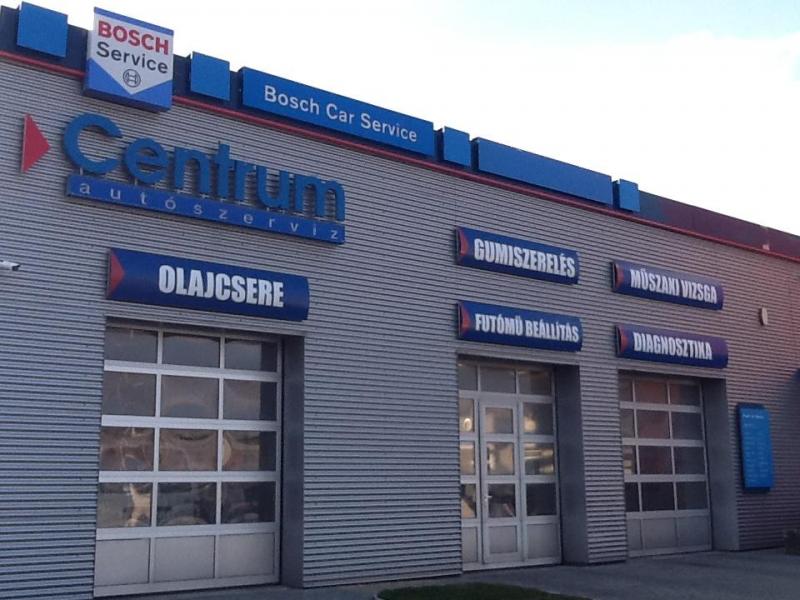 BOSCH
Service
Bosch Car Service
Centrum
autószerviz
OLAJCSERE
GUMISZERELÉS
FUTÓMŰ BEÁLLÍTÁS
MŰSZAKI VIZSGA
DIAGNOSZTIKA